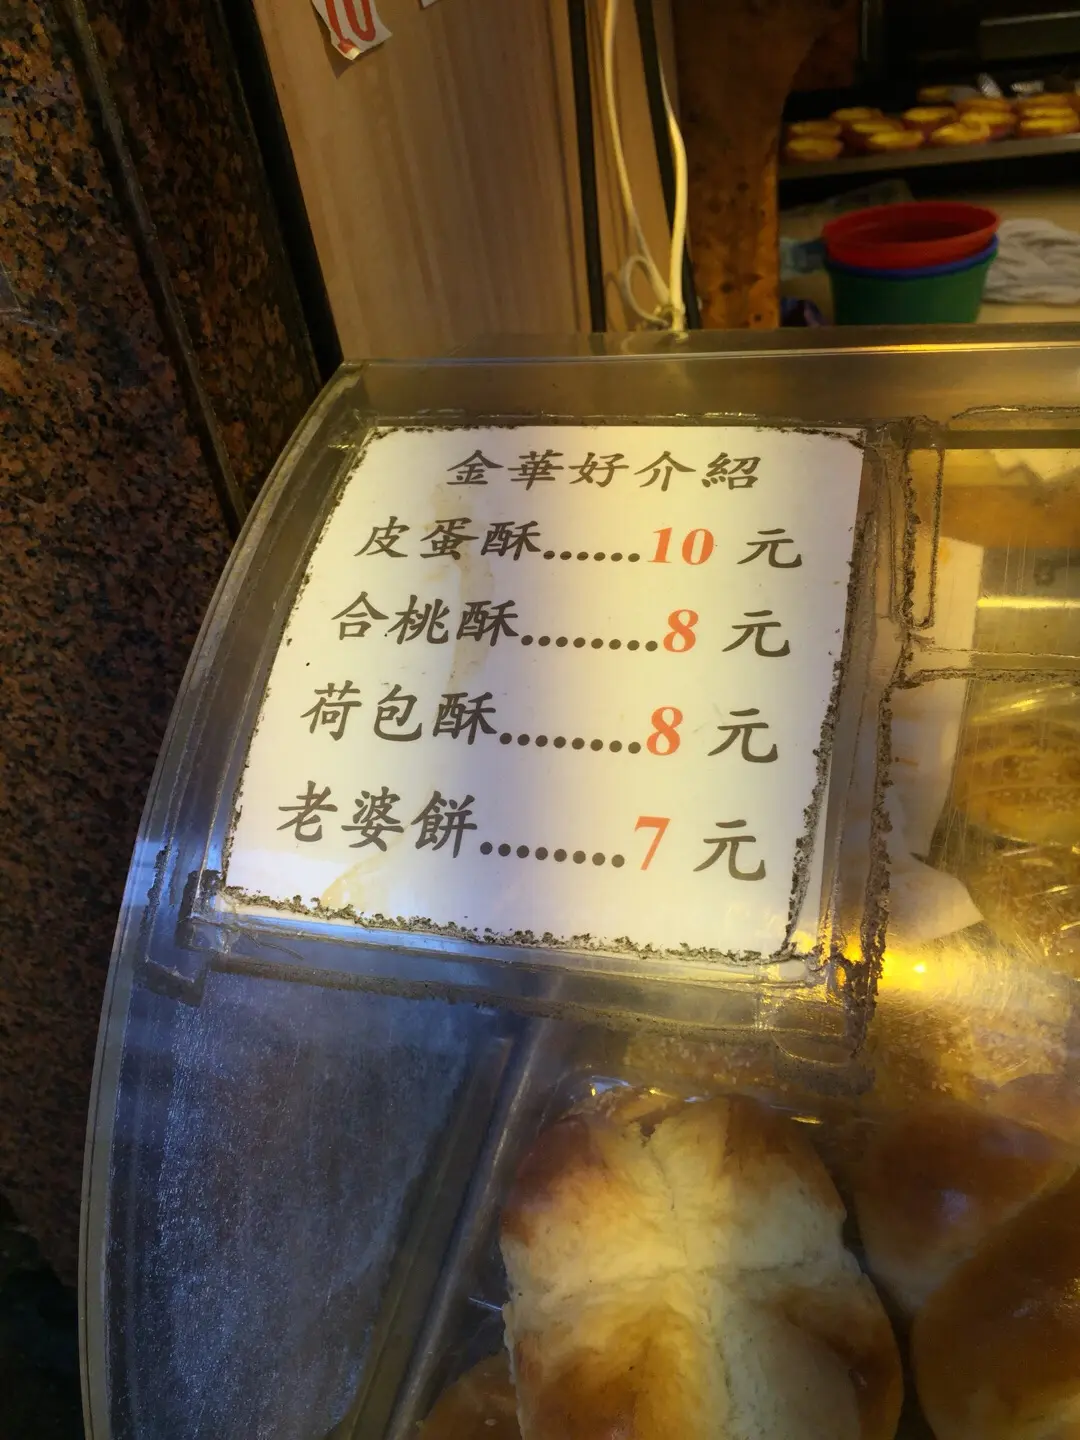 10
金華好介紹
皮蛋酥......10 元
合桃酥........8 元
荷包酥........8 元
老婆餅........7 元